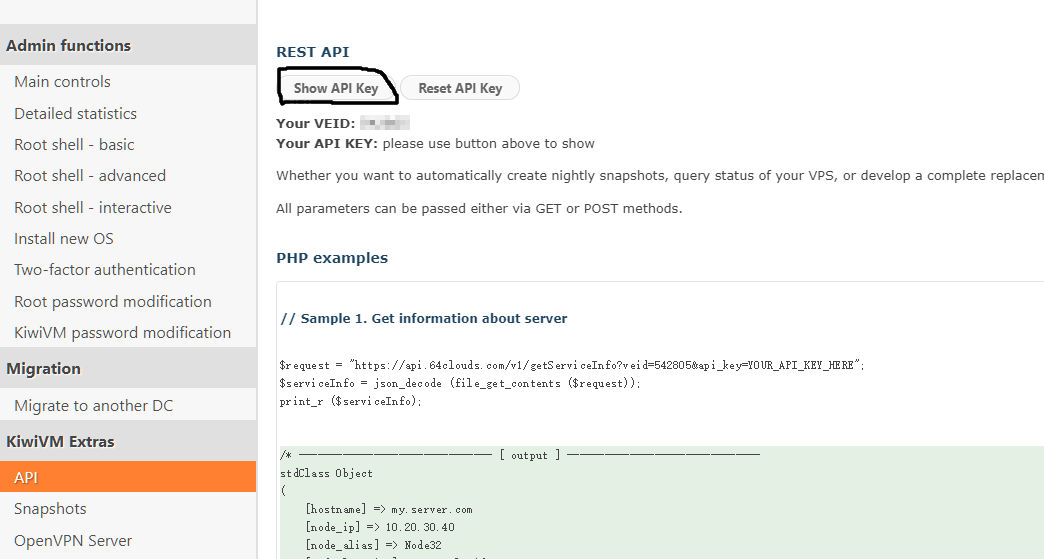 Admin functions
Main controls
Detailed statistics
Root shell - basic
Root shell - advanced
Root shell - interactive
Install new OS
Two-factor authentication
Root password modification
KiwiVM password modification
Migration
Migrate to another DC
KiwiVM Extras
API
Snapshots
OpenVPN Server
REST API
Show API Key
Reset API Key
Your VEID:
Your API KEY: please use button above to show
Whether you want to automatically create nightly snapshots, query status of your VPS, or develop a complete replacem
All parameters can be passed either via GET or POST methods.
PHP examples
// Sample 1. Get information about server
$request = "https://api.64clouds.com/v1/getServiceInfo?veid=542805&api_key=YOUR_API_KEY_HERE";
$serviceInfo = json_decode (file_get_contents ($request));
print_r ($serviceInfo);
/* ---------------------------- [ output ] ----------------------------
stdClass Object
(
[hostname] => my.server.com
[node_ip] => 10.20.30.40
[node_alias] => Node32